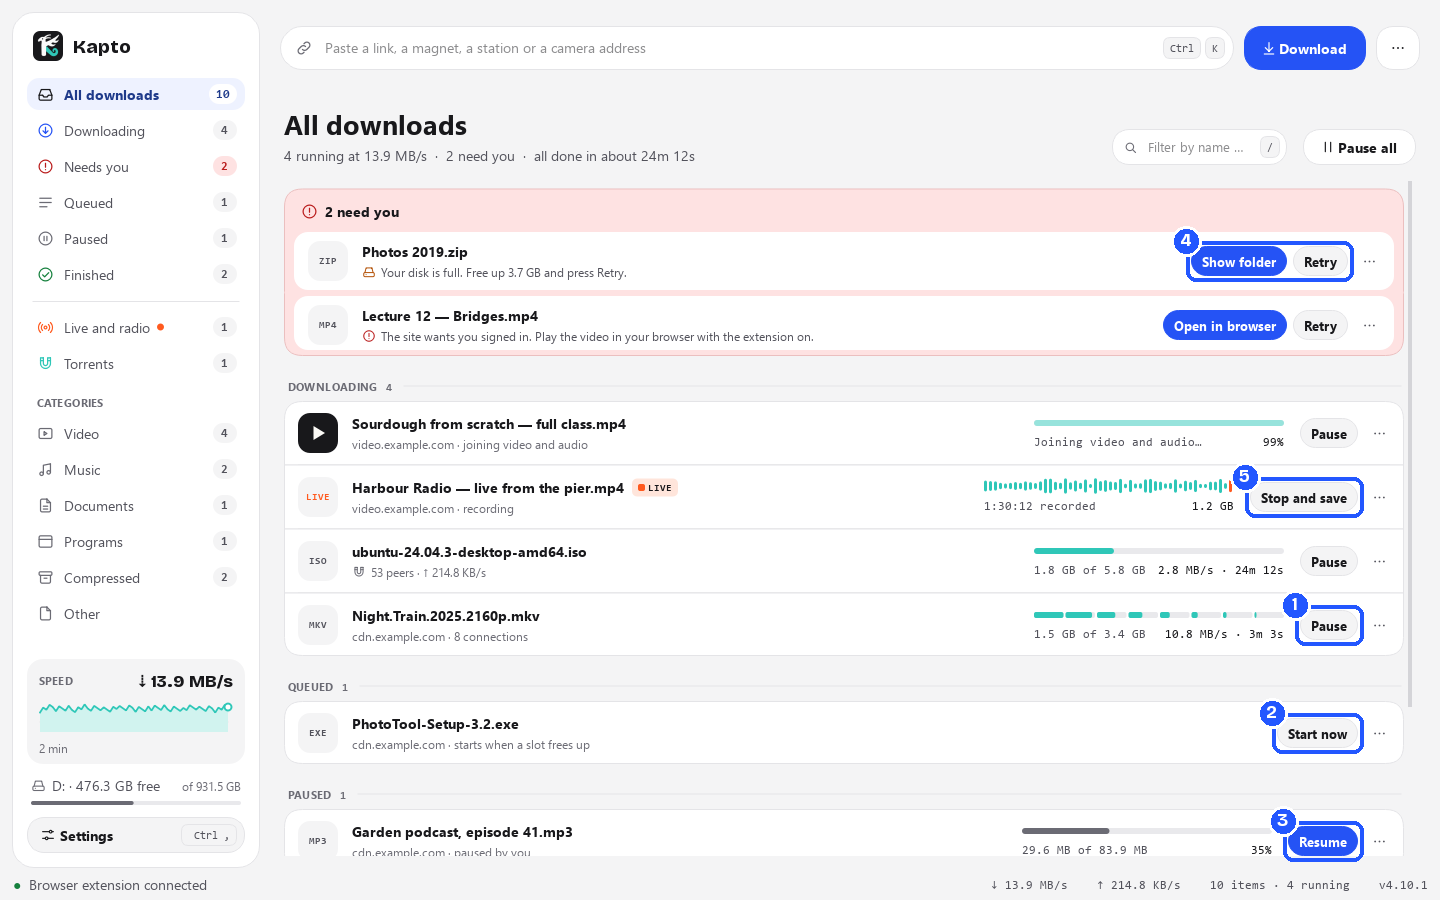 Kapto
All downloads 10
Downloading 4
Needs you 2
Queued 1
Paused 1
Finished 2
Live and radio 1
Torrents 1
CATEGORIES
Video 4
Music 2
Documents 1
Programs 1
Compressed 2
Other
SPEED ↓ 13.9 MB/s
2 min
D: · 476.3 GB free of 931.5 GB
Settings Ctrl ,
Paste a link, a magnet, a station or a camera address Ctrl K
Download ...
All downloads
4 running at 13.9 MB/s · 2 need you · all done in about 24m 12s
Filter by name ... /
Pause all
2 need you
ZIP
Photos 2019.zip
Your disk is full. Free up 3.7 GB and press Retry.
4
Show folder Retry ...
MP4
Lecture 12 — Bridges.mp4
The site wants you signed in. Play the video in your browser with the extension on.
Open in browser Retry ...
DOWNLOADING 4
Sourdough from scratch — full class.mp4
video.example.com · joining video and audio
Joining video and audio… 99%
Pause ...
LIVE
Harbour Radio — live from the pier.mp4 LIVE
video.example.com · recording
1:30:12 recorded 1.2 GB
5
Stop and save ...
ISO
ubuntu-24.04.3-desktop-amd64.iso
53 peers · ↑ 214.8 KB/s
1.8 GB of 5.8 GB 2.8 MB/s · 24m 12s
Pause ...
MKV
Night.Train.2025.2160p.mkv
cdn.example.com · 8 connections
1.5 GB of 3.4 GB 10.8 MB/s · 3m 3s
1
Pause ...
QUEUED 1
EXE
PhotoTool-Setup-3.2.exe
cdn.example.com · starts when a slot frees up
2
Start now ...
PAUSED 1
MP3
Garden podcast, episode 41.mp3
cdn.example.com · paused by you
29.6 MB of 83.9 MB 35%
3
Resume ...
Browser extension connected
↓ 13.9 MB/s ↑ 214.8 KB/s 10 items · 4 running v4.10.1